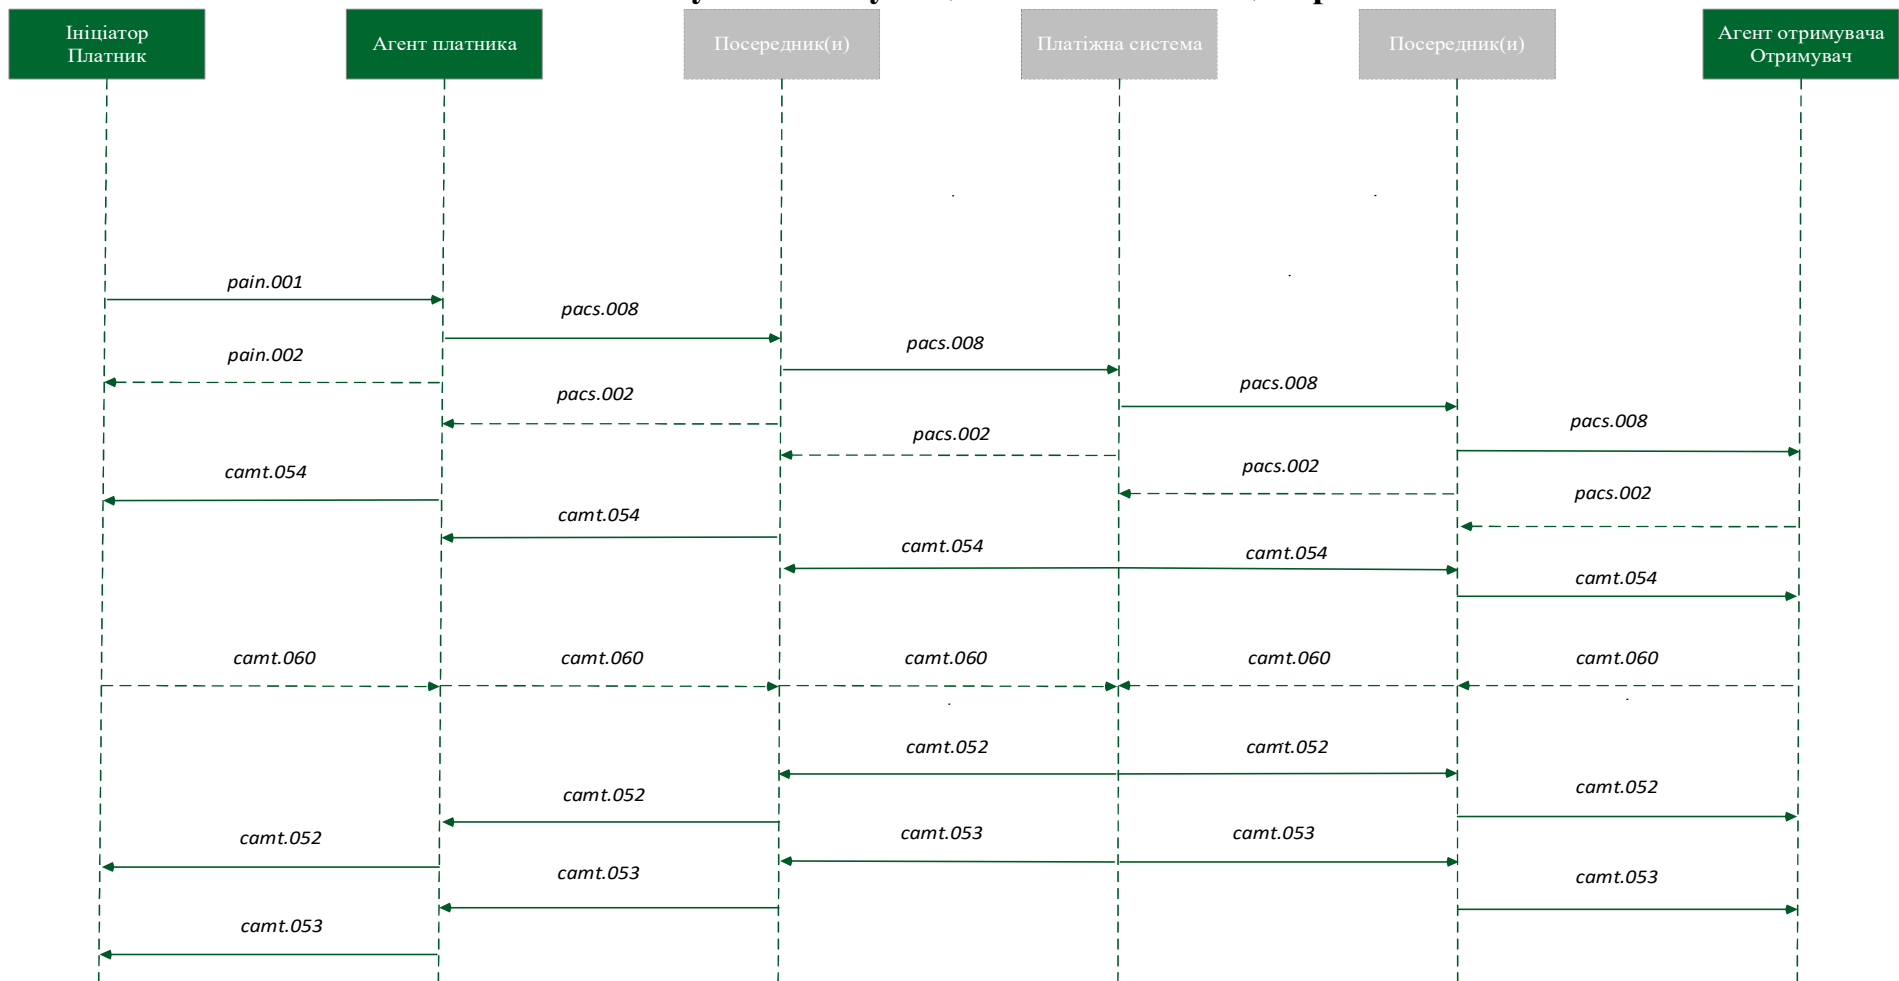 Ініціатор
Платник
Агент платника
Посередник(и)
Платіжна система
Посередник(и)
Агент отримувача
Отримувач
pain.001
pacs.008
pacs.008
pain.002
pacs.008
pacs.002
pacs.008
pacs.002
pacs.002
camt.054
pacs.002
camt.054
camt.054
camt.054
camt.054
camt.060
camt.060
camt.060
camt.060
camt.060
camt.052
camt.052
camt.052
camt.052
camt.052
camt.053
camt.053
camt.053
camt.053
camt.053